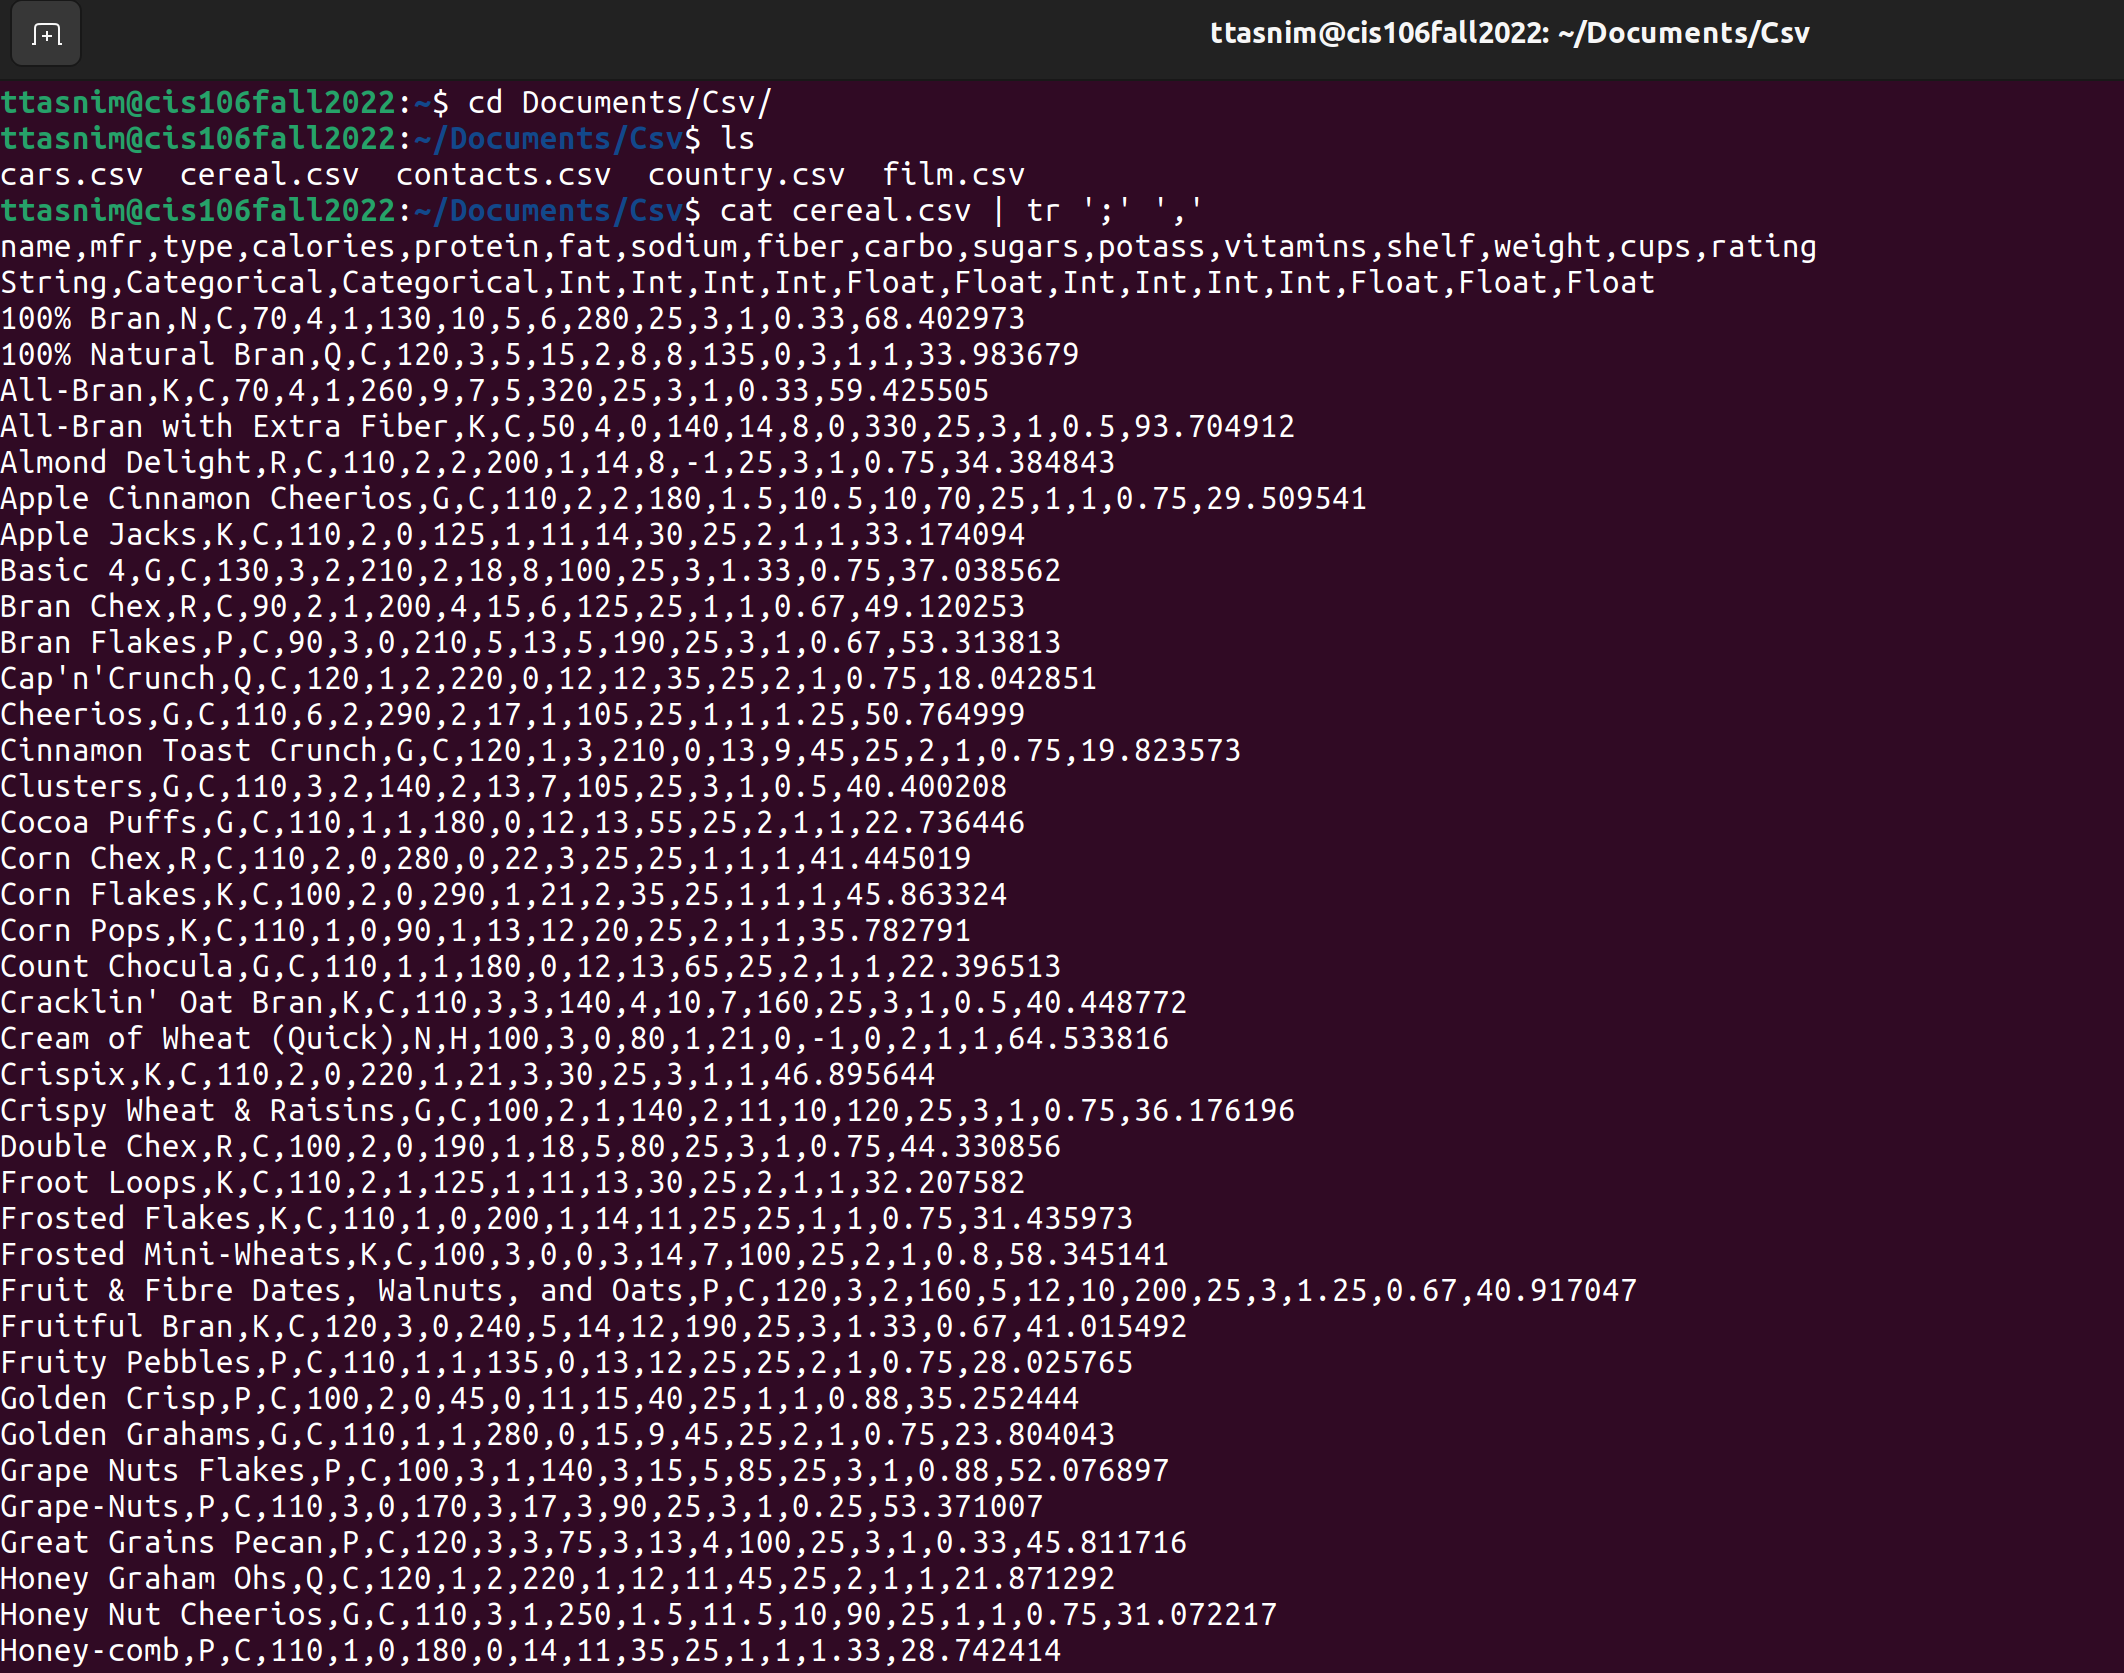 ttasnim@cis106fall2022: ~/Documents/Csv
ttasnim@cis106fall2022:~$ cd Documents/Csv/
ttasnim@cis106fall2022:~/Documents/Csv$ ls
cars.csv  cereal.csv  contacts.csv  country.csv  film.csv
ttasnim@cis106fall2022:~/Documents/Csv$ cat cereal.csv | tr ';' ','
name,mfr,type,calories,protein,fat,sodium,fiber,carbo,sugars,potass,vitamins,shelf,weight,cups,rating
String,Categorical,Categorical,Int,Int,Int,Int,Float,Float,Int,Int,Int,Int,Float,Float,Float
100% Bran,N,C,70,4,1,130,10,5,6,280,25,3,1,0.33,68.402973
100% Natural Bran,Q,C,120,3,5,15,2,8,8,135,0,3,1,1,33.983679
All-Bran,K,C,70,4,1,260,9,7,5,320,25,3,1,0.33,59.425505
All-Bran with Extra Fiber,K,C,50,4,0,140,14,8,0,330,25,3,1,0.5,93.704912
Almond Delight,R,C,110,2,2,200,1,14,8,-1,25,3,1,0.75,34.384843
Apple Cinnamon Cheerios,G,C,110,2,2,180,1.5,10.5,10,70,25,1,1,0.75,29.509541
Apple Jacks,K,C,110,2,0,125,1,11,14,30,25,2,1,1,33.174094
Basic 4,G,C,130,3,2,210,2,18,8,100,25,3,1.33,0.75,37.038562
Bran Chex,R,C,90,2,1,200,4,15,6,125,25,1,1,0.67,49.120253
Bran Flakes,P,C,90,3,0,210,5,13,5,190,25,3,1,0.67,53.313813
Cap'n'Crunch,Q,C,120,1,2,220,0,12,12,35,25,2,1,0.75,18.042851
Cheerios,G,C,110,6,2,290,2,17,1,105,25,1,1,1.25,50.764999
Cinnamon Toast Crunch,G,C,120,1,3,210,0,13,9,45,25,2,1,0.75,19.823573
Clusters,G,C,110,3,2,140,2,13,7,105,25,3,1,0.5,40.400208
Cocoa Puffs,G,C,110,1,1,180,0,12,13,55,25,2,1,1,22.736446
Corn Chex,R,C,110,2,0,280,0,22,3,25,25,1,1,1,41.445019
Corn Flakes,K,C,100,2,0,290,1,21,2,35,25,1,1,1,45.863324
Corn Pops,K,C,110,1,0,90,1,13,12,20,25,2,1,1,35.782791
Count Chocula,G,C,110,1,1,180,0,12,13,65,25,2,1,1,22.396513
Cracklin' Oat Bran,K,C,110,3,3,140,4,10,7,160,25,3,1,0.5,40.448772
Cream of Wheat (Quick),N,H,100,3,0,80,1,21,0,-1,0,2,1,1,64.533816
Crispix,K,C,110,2,0,220,1,21,3,30,25,3,1,1,46.895644
Crispy Wheat & Raisins,G,C,100,2,1,140,2,11,10,120,25,3,1,0.75,36.176196
Double Chex,R,C,100,2,0,190,1,18,5,80,25,3,1,0.75,44.330856
Froot Loops,K,C,110,2,1,125,1,11,13,30,25,2,1,1,32.207582
Frosted Flakes,K,C,110,1,0,200,1,14,11,25,25,1,1,0.75,31.435973
Frosted Mini-Wheats,K,C,100,3,0,0,3,14,7,100,25,2,1,0.8,58.345141
Fruit & Fibre Dates, Walnuts, and Oats,P,C,120,3,2,160,5,12,10,200,25,3,1.25,0.67,40.917047
Fruitful Bran,K,C,120,3,0,240,5,14,12,190,25,3,1.33,0.67,41.015492
Fruity Pebbles,P,C,110,1,1,135,0,13,12,25,25,2,1,0.75,28.025765
Golden Crisp,P,C,100,2,0,45,0,11,15,40,25,1,1,0.88,35.252444
Golden Grahams,G,C,110,1,1,280,0,15,9,45,25,2,1,0.75,23.804043
Grape Nuts Flakes,P,C,100,3,1,140,3,15,5,85,25,3,1,0.88,52.076897
Grape-Nuts,P,C,110,3,0,170,3,17,3,90,25,3,1,0.25,53.371007
Great Grains Pecan,P,C,120,3,3,75,3,13,4,100,25,3,1,0.33,45.811716
Honey Graham Ohs,Q,C,120,1,2,220,1,12,11,45,25,2,1,1,21.871292
Honey Nut Cheerios,G,C,110,3,1,250,1.5,11.5,10,90,25,1,1,0.75,31.072217
Honey-comb,P,C,110,1,0,180,0,14,11,35,25,1,1,1.33,28.742414